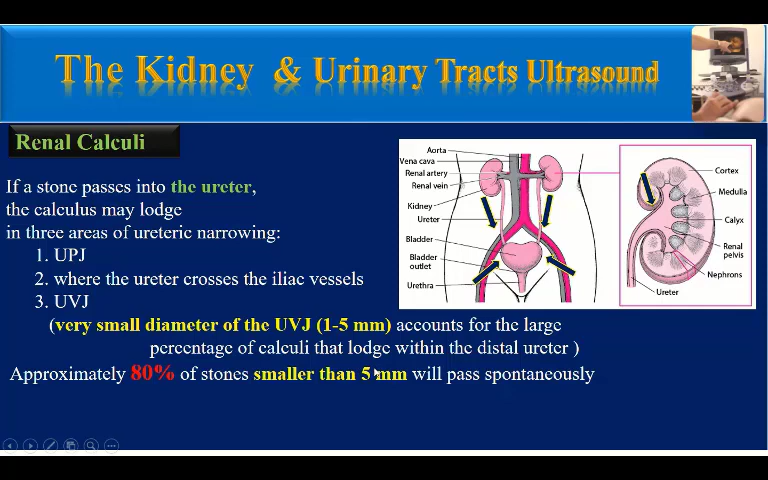 The Kidney & Urinary Tracts Ultrasound
Renal Calculi
If a stone passes into the ureter,
the calculus may lodge
in three areas of ureteric narrowing:
1. UPJ
2. where the ureter crosses the iliac vessels
3. UVJ
(very small diameter of the UVJ (1-5 mm) accounts for the large
percentage of calculi that lodge within the distal ureter )
Approximately 80% of stones smaller than 5 mm will pass spontaneously
Aorta
Vena cava
Renal artery
Renal vein
Kidney
Ureter
Bladder
Bladder
outlet
Urethra
Cortex
Medulla
Calyx
Renal
pelvis
Nephrons
Ureter